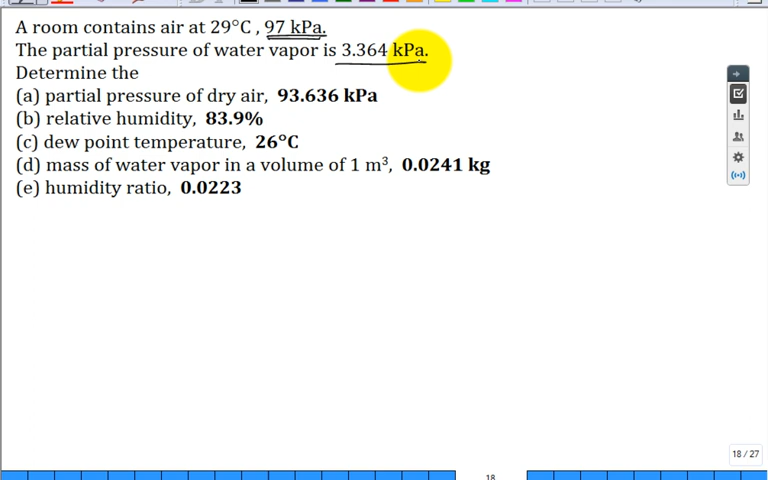 A room contains air at 29°C , 97 kPa.
The partial pressure of water vapor is 3.364 kPa.
Determine the
(a) partial pressure of dry air, 93.636 kPa
(b) relative humidity, 83.9%
(c) dew point temperature, 26°C
(d) mass of water vapor in a volume of 1 m³, 0.0241 kg
(e) humidity ratio, 0.0223
18 / 27
18